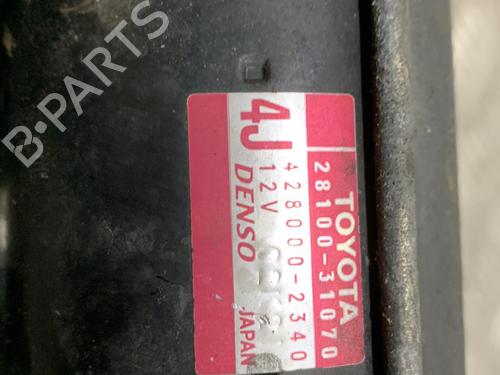 B-PARTS
TOYOTA
28100-31070
4J
428000-2340
12V
DENSO
JAPAN